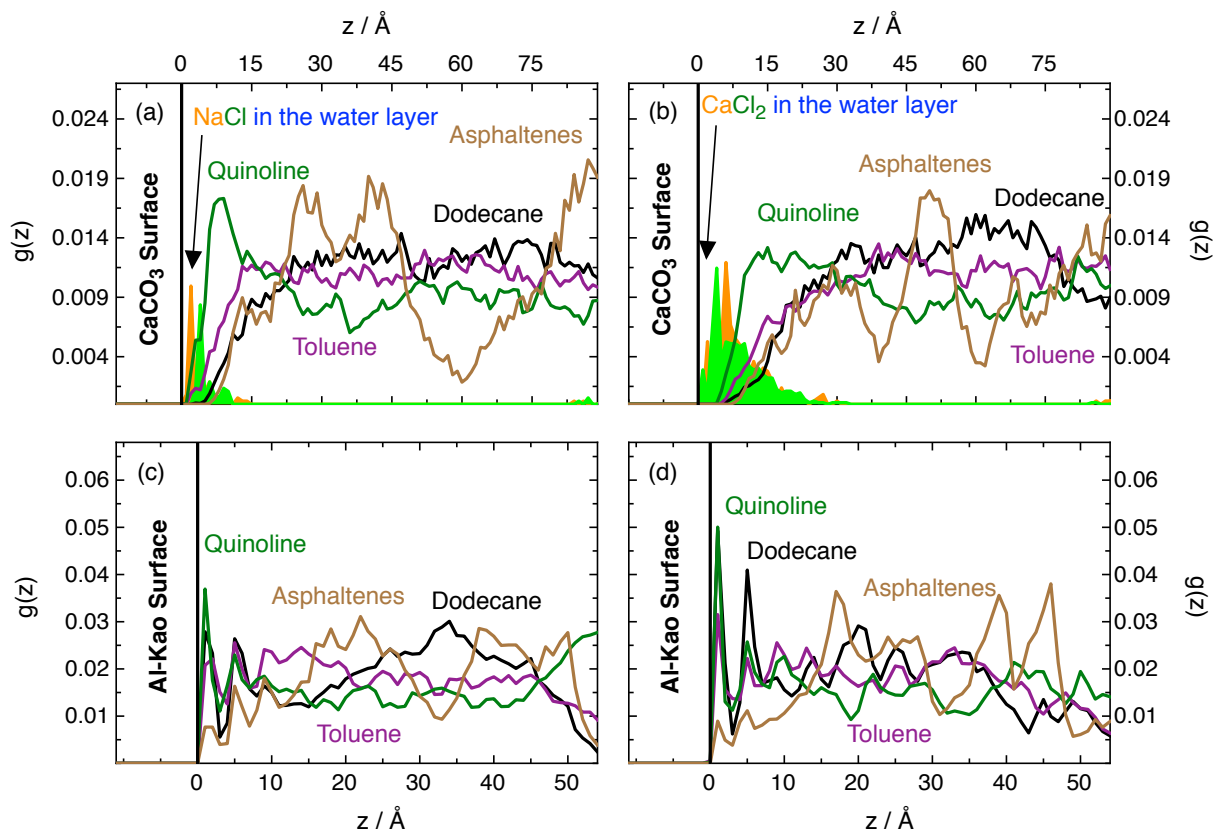 z / Å
z / Å
0 15 30 45 60 75
0 15 30 45 60 75
(a)
NaCl in the water layer
Asphaltenes
Quinoline
Dodecane
Toluene
CaCO3 Surface
g(z)
0.024
0.019
0.014
0.009
0.004
(b)
CaCl2 in the water layer
Asphaltenes
Dodecane
Quinoline
Toluene
CaCO3 Surface
g(z)
0.024
0.019
0.014
0.009
0.004
(c)
Quinoline
Asphaltenes
Dodecane
Toluene
Al-Kao Surface
g(z)
0.06
0.05
0.04
0.03
0.02
0.01
(d)
Quinoline
Dodecane
Asphaltenes
Toluene
Al-Kao Surface
g(z)
0.06
0.05
0.04
0.03
0.02
0.01
0 10 20 30 40 50
0 10 20 30 40 50
z / Å
z / Å